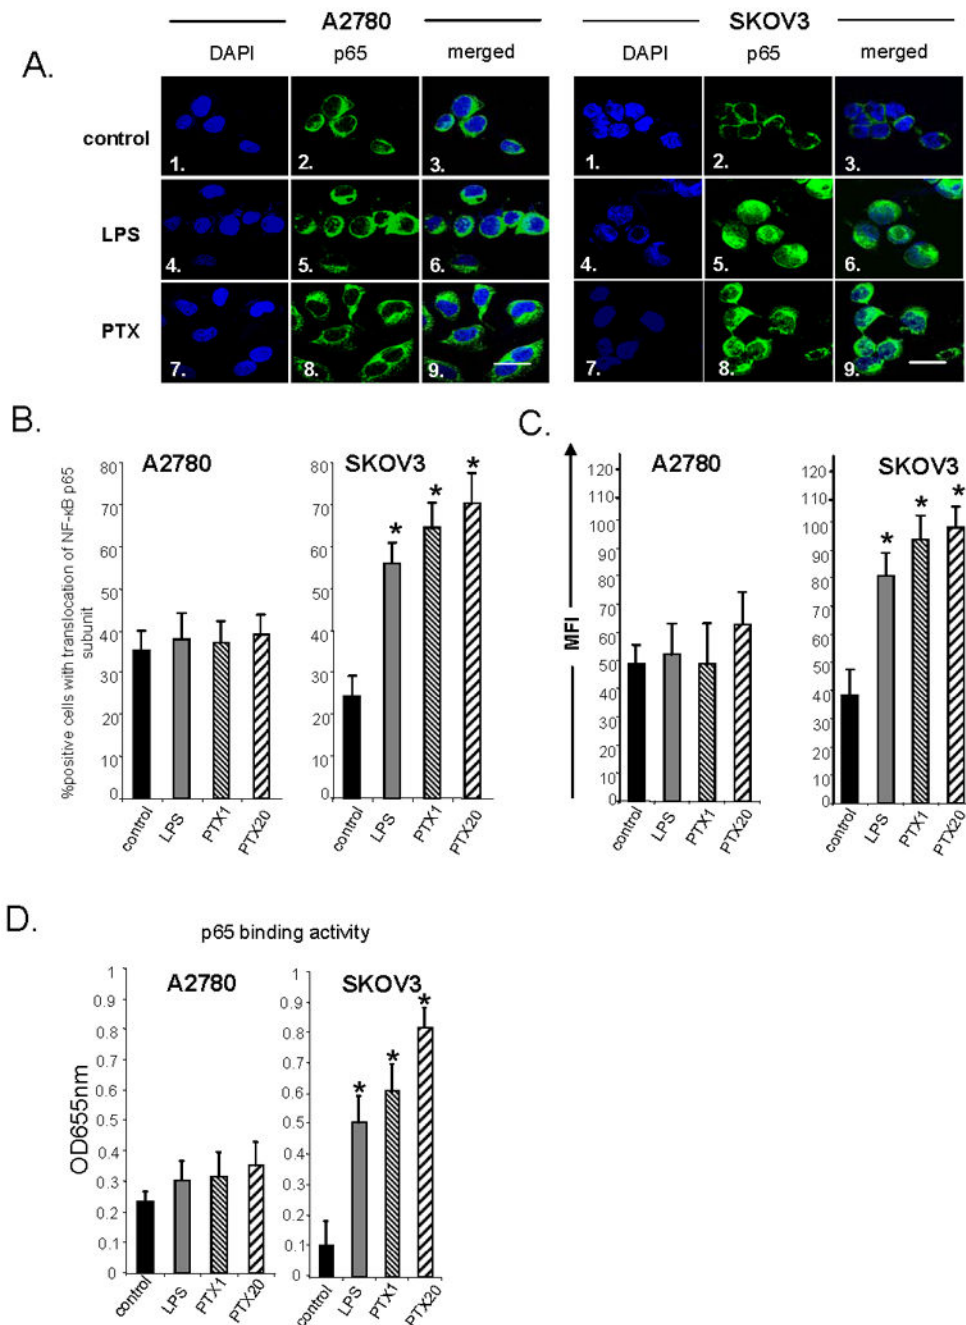 A2780 SKOV3
A. DAPI p65 merged DAPI p65 merged
control 1. 2. 3. 1. 2. 3.
LPS 4. 5. 6. 4. 5. 6.
PTX 7. 8. 9. 7. 8. 9.
B.
A2780 SKOV3
%positive cells with translocation of NF-κB p65
subunit
80 70 60 50 40 30 20 10 0
80 70 60 50 40 30 20 10 0
control LPS PTX1 PTX20
control LPS PTX1 PTX20
* * *
C.
A2780 SKOV3
MFI
120 110 100 90 80 70 60 50 40 30 20 10 0
120 110 100 90 80 70 60 50 40 30 20 10 0
control LPS PTX1 PTX20
control LPS PTX1 PTX20
* * *
D.
p65 binding activity
A2780 SKOV3
OD655nm
1 0.9 0.8 0.7 0.6 0.5 0.4 0.3 0.2 0.1 0
1 0.9 0.8 0.7 0.6 0.5 0.4 0.3 0.2 0.1 0
control LPS PTX1 PTX20
control LPS PTX1 PTX20
* * *